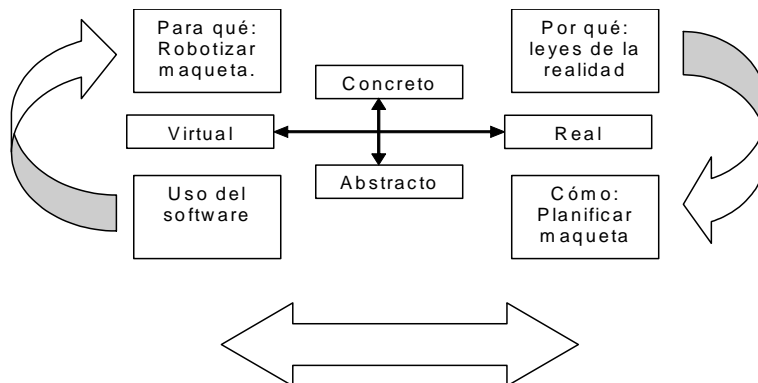 Para qué:
Robotizar
maqueta.
Por qué:
leyes de la
realidad
Concreto
Virtual
Real
Abstracto
Uso del
software
Cómo:
Planificar
maqueta